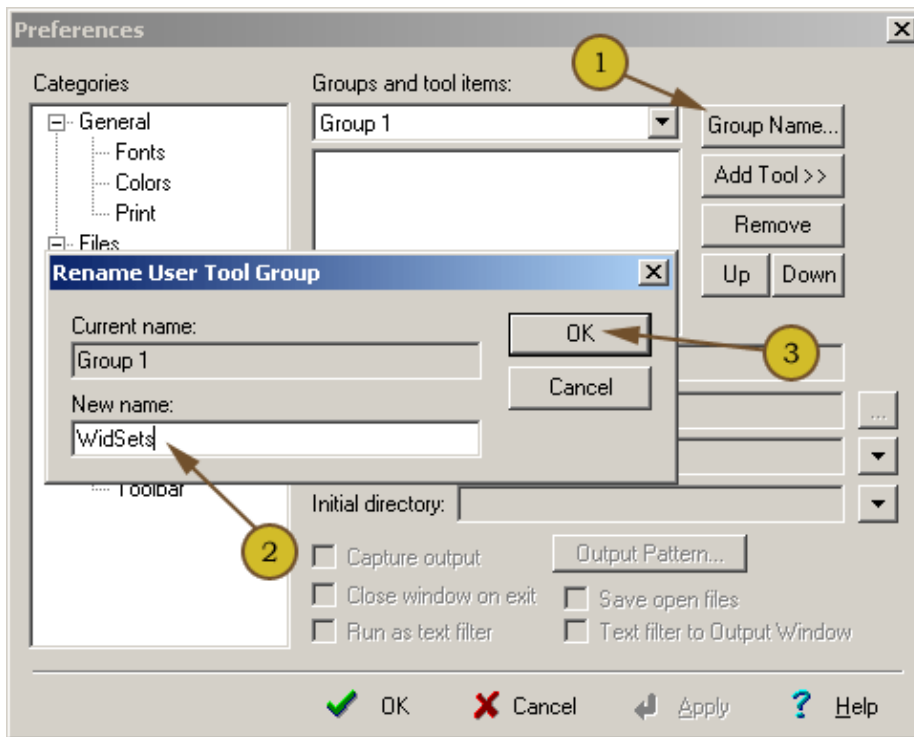 Preferences
1
Categories
Groups and tool items:
General
Group 1
Group Name...
Fonts
Colors
Add Tool >>
Print
Remove
Files
Rename User Tool Group
Up
Down
Current name:
OK
3
Group 1
Cancel
New name:
...
WidSets
Toolbar
Initial directory:
2
Capture output
Output Pattern...
Close window on exit
Save open files
Run as text filter
Text filter to Output Window
OK
Cancel
Apply
? Help